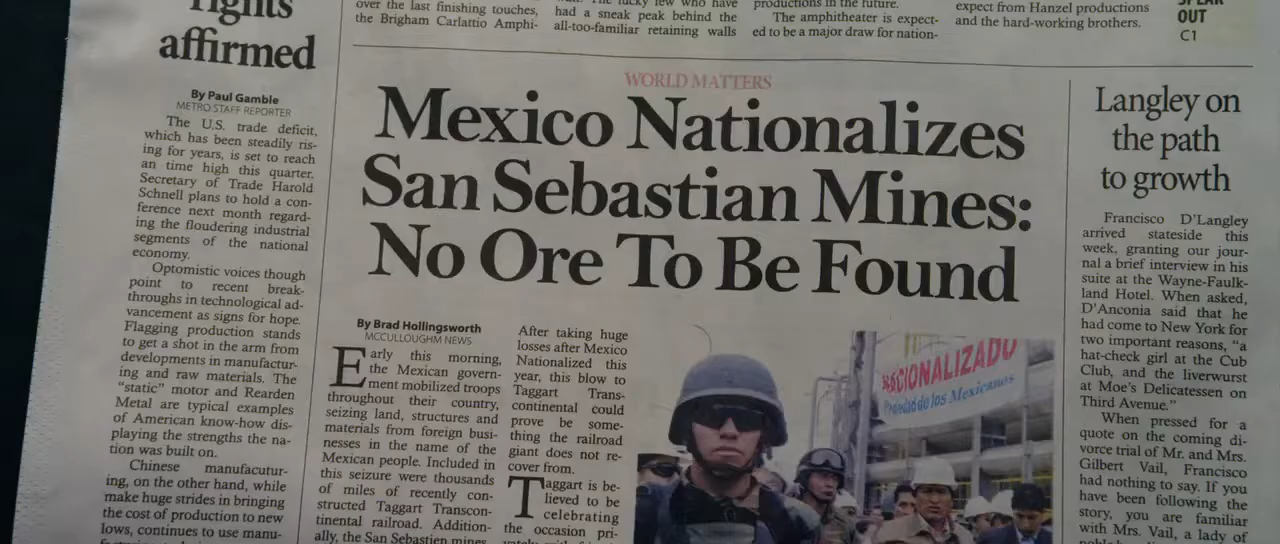 rights
affirmed
By Paul Gamble
METRO STAFF REPORTER
The U.S. trade deficit,
which has been steadily ris-
ing for years, is set to reach
an time high this quarter.
Secretary of Trade Harold
Schnell plans to hold a con-
ference next month regard-
ing the floudering industrial
segments of the national
economy.
Optomistic voices though
point to recent break-
throughs in technological ad-
vancement as signs for hope.
Flagging production stands
to get a shot in the arm from
developments in manufactur-
ing and raw materials. The
“static” motor and Rearden
Metal are typical examples
of American know-how dis-
playing the strengths the na-
tion was built on.
Chinese manufacutur-
ing, on the other hand, while
make huge strides in bringing
the cost of production to new
lows, continues to use manu-
over the last finishing touches,
the Brigham Carlattio Amphi-
The lucky few who have
had a sneak peak behind the
all-too-familiar retaining walls
productions in the future.
The amphitheater is expect-
ed to be a major draw for nation-
expect from Hanzel productions
and the hard-working brothers.
SPEAK
OUT
C1
WORLD MATTERS
Mexico Nationalizes
San Sebastian Mines:
No Ore To Be Found
By Brad Hollingsworth
MCCULLOUGHM NEWS
Early this morning,
the Mexican govern-
ment mobilized troops
throughout their country,
seizing land, structures and
materials from foreign busi-
nesses in the name of the
Mexican people. Included in
this seizure were thousands
of miles of recently con-
structed Taggart Transcon-
tinental railroad. Addition-
ally, the San Sebastien mines,
After taking huge
losses after Mexico
Nationalized this
year, this blow to
Taggart Trans-
continental could
prove be some-
thing the railroad
giant does not re-
cover from.
Taggart is be-
lieved to be
celebrating
the occasion pri-
NACIONALIZADO
Propiedad de los Mexicanos
Langley on
the path
to growth
Francisco D’Langley
arrived stateside this
week, granting our jour-
nal a brief interview in his
suite at the Wayne-Faulk-
land Hotel. When asked,
D’Anconia said that he
had come to New York for
two important reasons, “a
hat-check girl at the Cub
Club, and the liverwurst
at Moe’s Delicatessen on
Third Avenue.”
When pressed for a
quote on the coming di-
vorce trial of Mr. and Mrs.
Gilbert Vail, Francisco
had nothing to say. If you
have been following the
story, you are familiar
with Mrs. Vail, a lady of